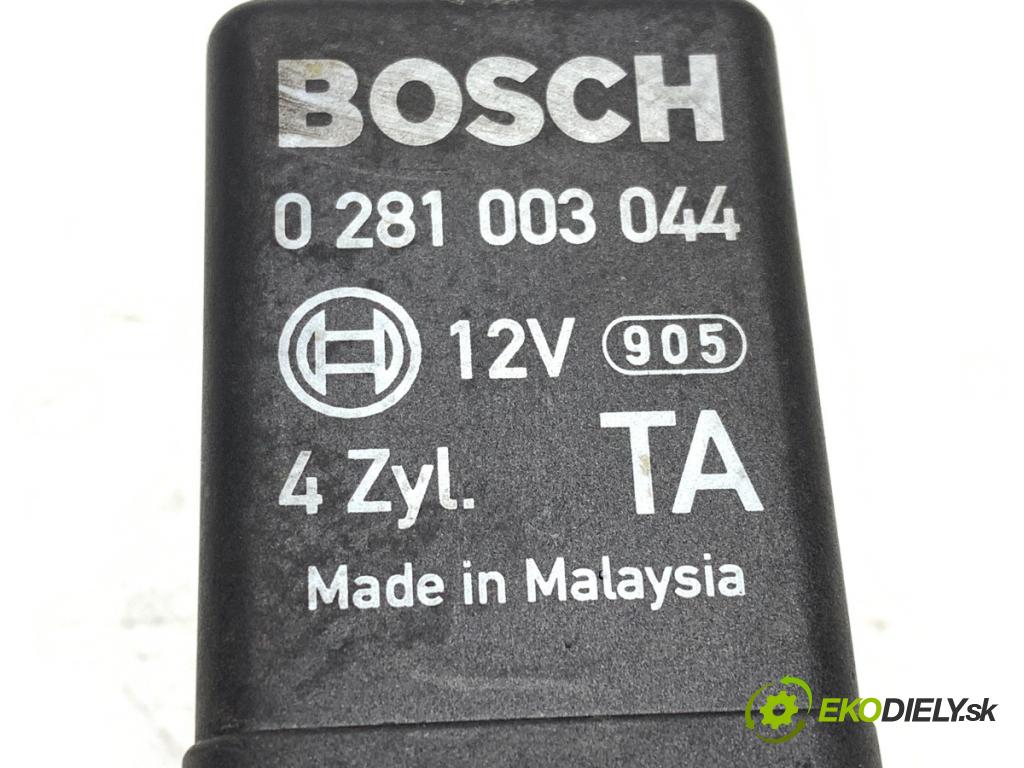 BOSCH
0 281 003 044
12V 905
4 Zyl. TA
Made in Malaysia
EKODIELY.sk